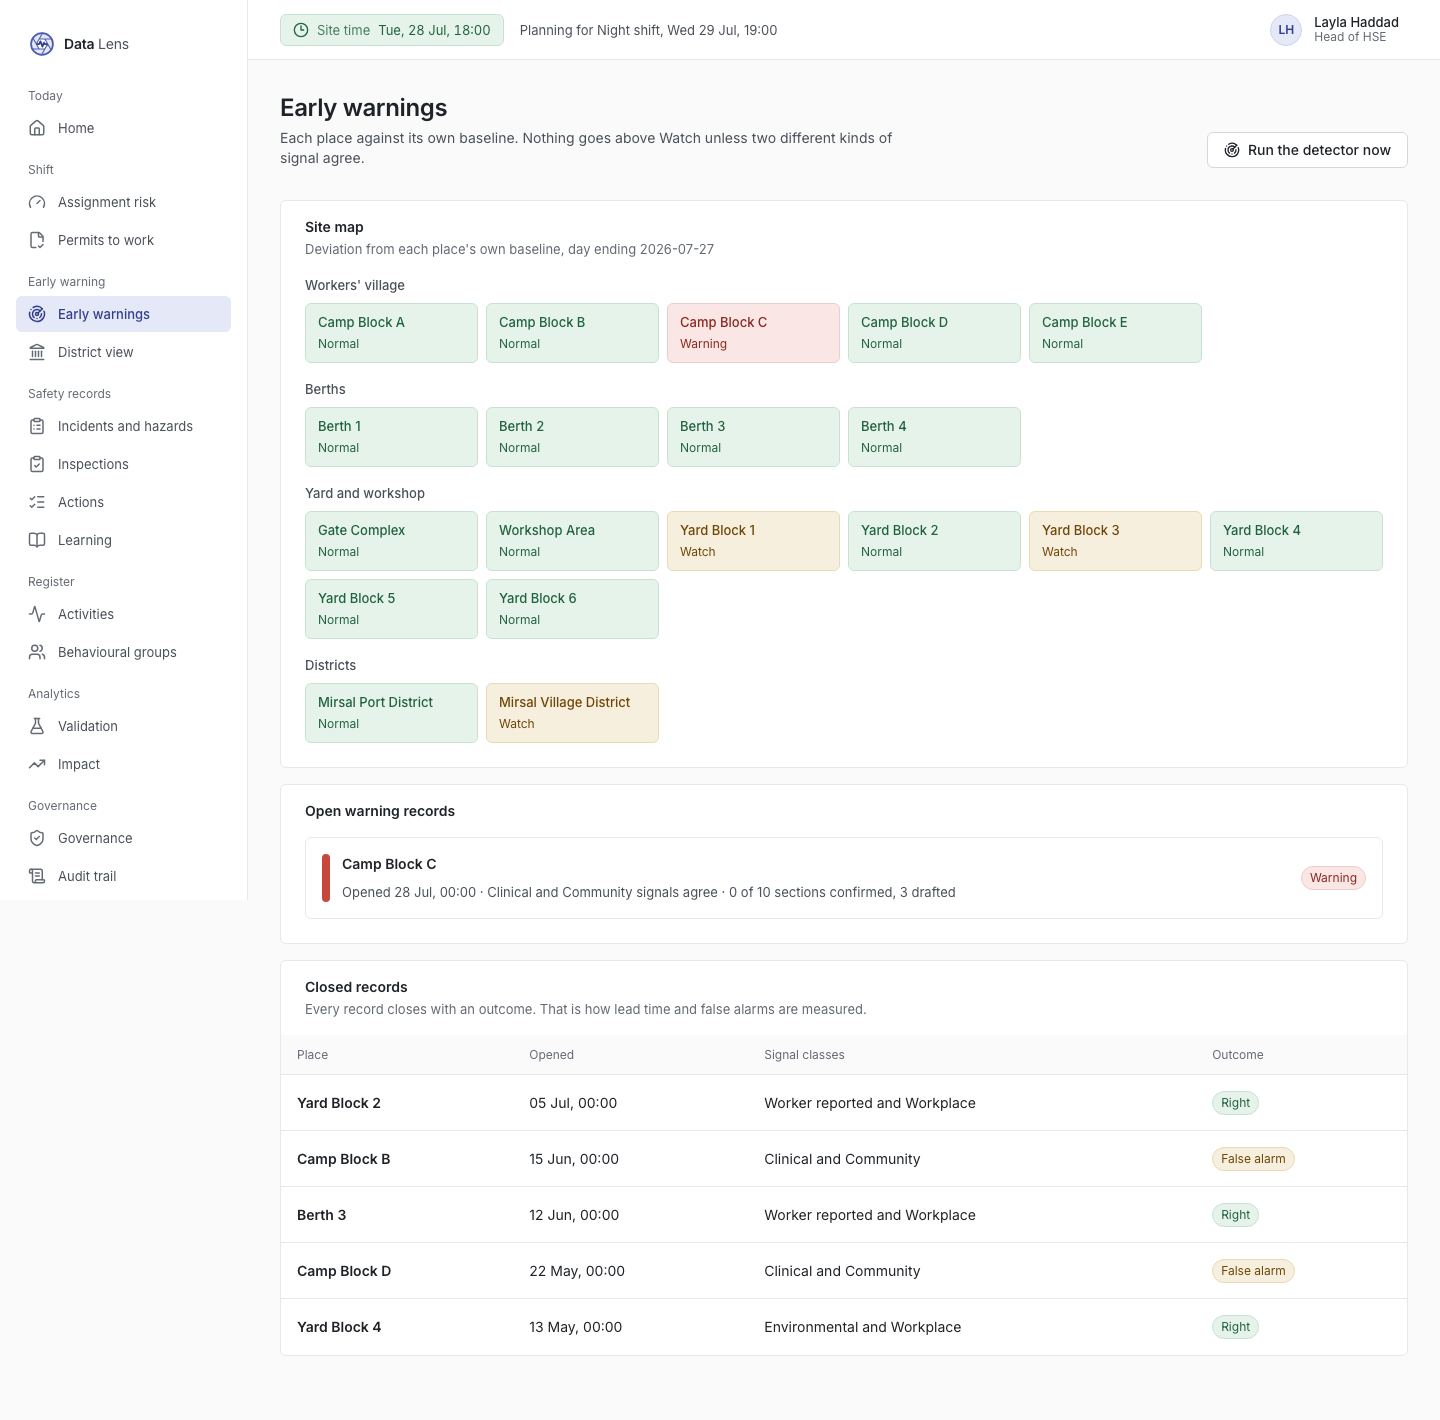 Data Lens
Today
Home
Shift
Assignment risk
Permits to work
Early warning
Early warnings
District view
Safety records
Incidents and hazards
Inspections
Actions
Learning
Register
Activities
Behavioural groups
Analytics
Validation
Impact
Governance
Governance
Audit trail
Site time Tue, 28 Jul, 18:00
Planning for Night shift, Wed 29 Jul, 19:00
LH
Layla Haddad
Head of HSE
Early warnings
Each place against its own baseline. Nothing goes above Watch unless two different kinds of
signal agree.
Run the detector now
Site map
Deviation from each place's own baseline, day ending 2026-07-27
Workers' village
Camp Block A
Normal
Camp Block B
Normal
Camp Block C
Warning
Camp Block D
Normal
Camp Block E
Normal
Berths
Berth 1
Normal
Berth 2
Normal
Berth 3
Normal
Berth 4
Normal
Yard and workshop
Gate Complex
Normal
Workshop Area
Normal
Yard Block 1
Watch
Yard Block 2
Normal
Yard Block 3
Watch
Yard Block 4
Normal
Yard Block 5
Normal
Yard Block 6
Normal
Districts
Mirsal Port District
Normal
Mirsal Village District
Watch
Open warning records
Camp Block C
Opened 28 Jul, 00:00 · Clinical and Community signals agree · 0 of 10 sections confirmed, 3 drafted
Warning
Closed records
Every record closes with an outcome. That is how lead time and false alarms are measured.
Place Opened Signal classes Outcome
Yard Block 2 05 Jul, 00:00 Worker reported and Workplace Right
Camp Block B 15 Jun, 00:00 Clinical and Community False alarm
Berth 3 12 Jun, 00:00 Worker reported and Workplace Right
Camp Block D 22 May, 00:00 Clinical and Community False alarm
Yard Block 4 13 May, 00:00 Environmental and Workplace Right